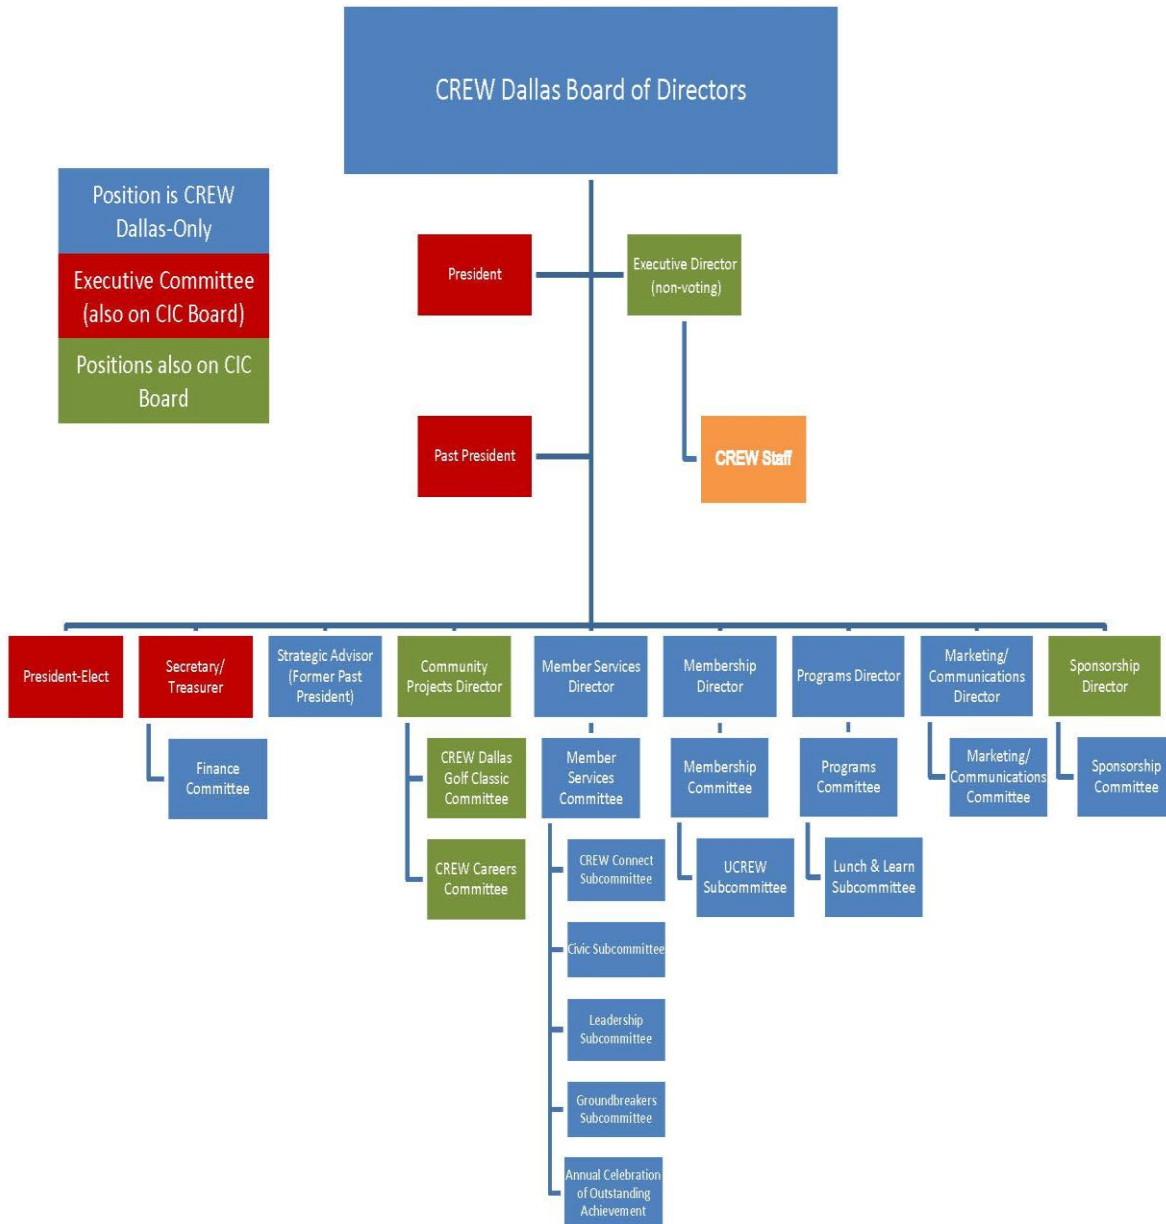 CREW Dallas Board of Directors
Position is CREW
Dallas-Only
Executive Committee
(also on CIC Board)
Positions also on CIC
Board
President
Executive Director
(non-voting)
Past President
CREW Staff
President-Elect
Secretary/
Treasurer
Strategic Advisor
(Former Past
President)
Community
Projects Director
Member Services
Director
Membership
Director
Programs Director
Marketing/
Communications
Director
Sponsorship
Director
Finance
Committee
CREW Dallas
Golf Classic
Committee
Member
Services
Committee
Membership
Committee
Programs
Committee
Marketing/
Communications
Committee
Sponsorship
Committee
CREW Careers
Committee
CREW Connect
Subcommittee
UCREW
Subcommittee
Lunch & Learn
Subcommittee
Civic Subcommittee
Leadership
Subcommittee
Groundbreakers
Subcommittee
Annual Celebration
of Outstanding
Achievement